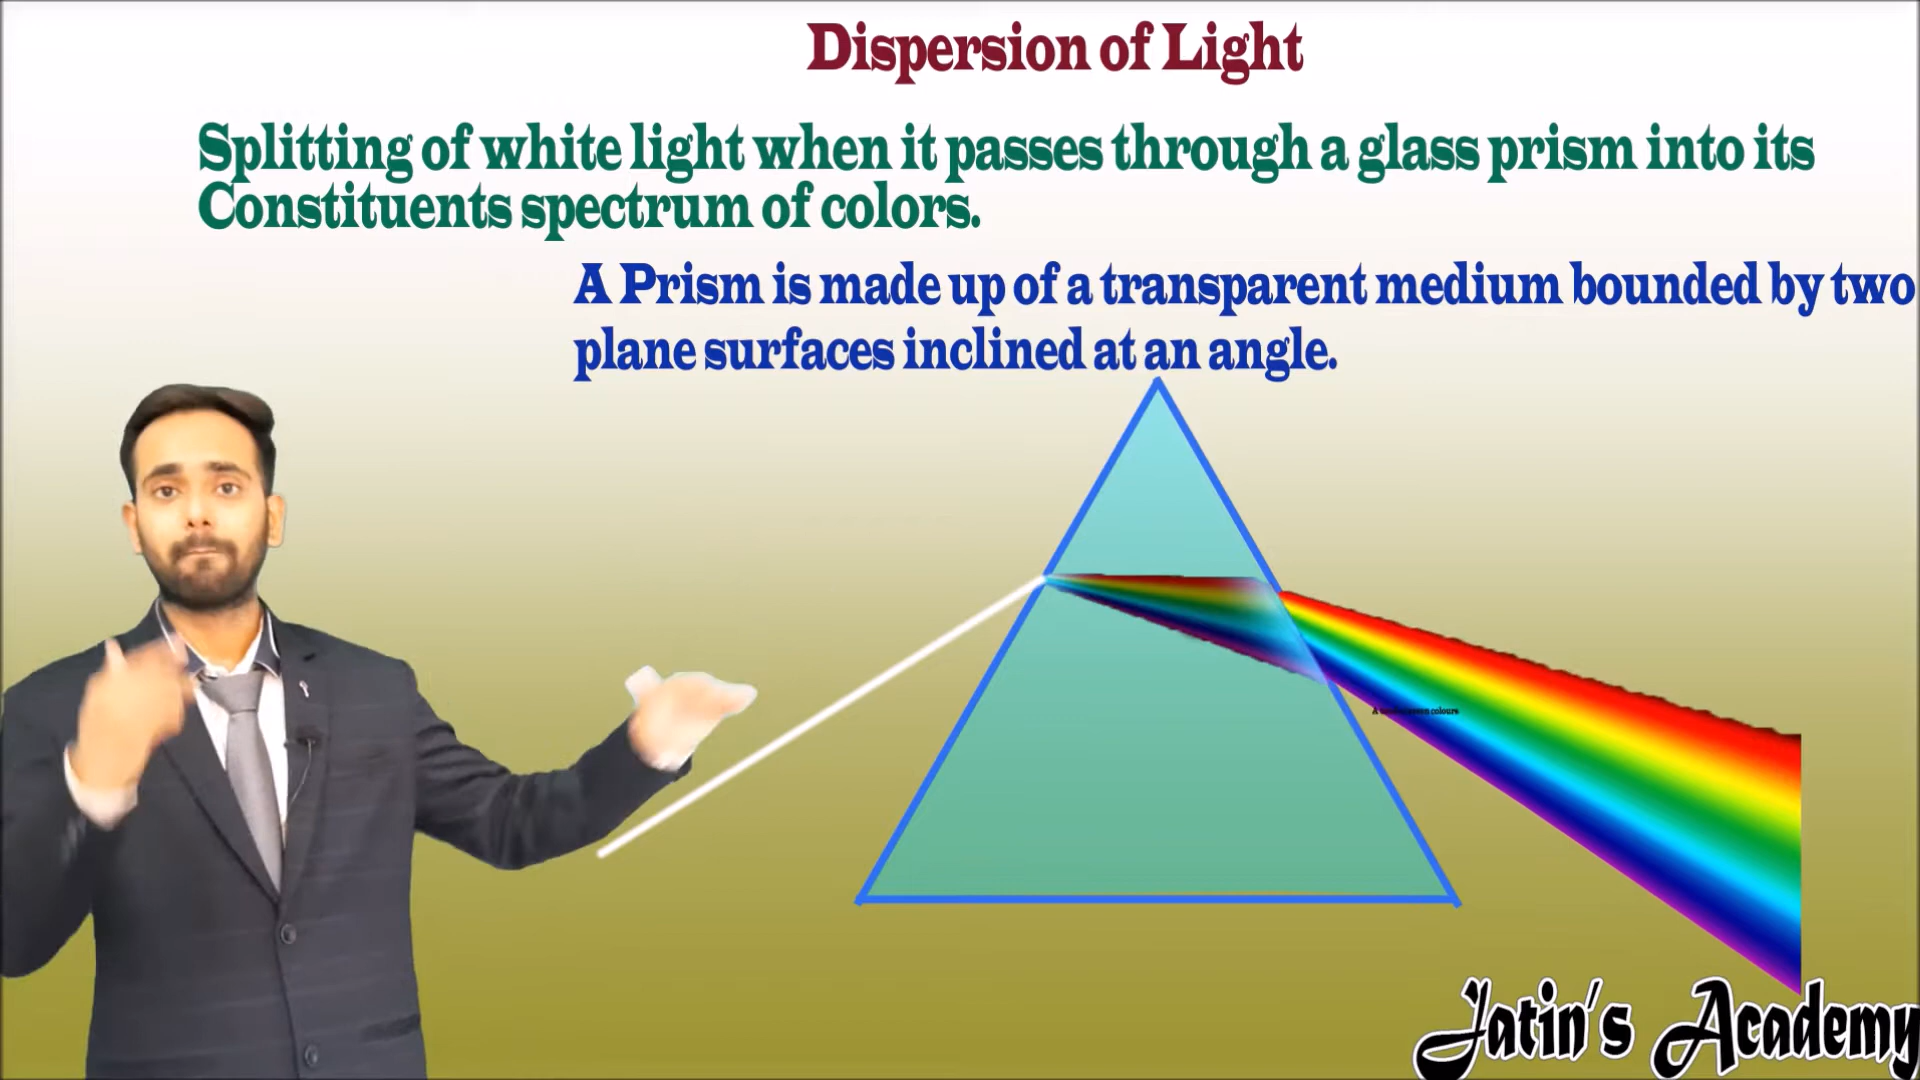 Dispersion of Light
Splitting of white light when it passes through a glass prism into its
Constituents spectrum of colors.
A Prism is made up of a transparent medium bounded by two
plane surfaces inclined at an angle.
A colours
Jatin's Academy